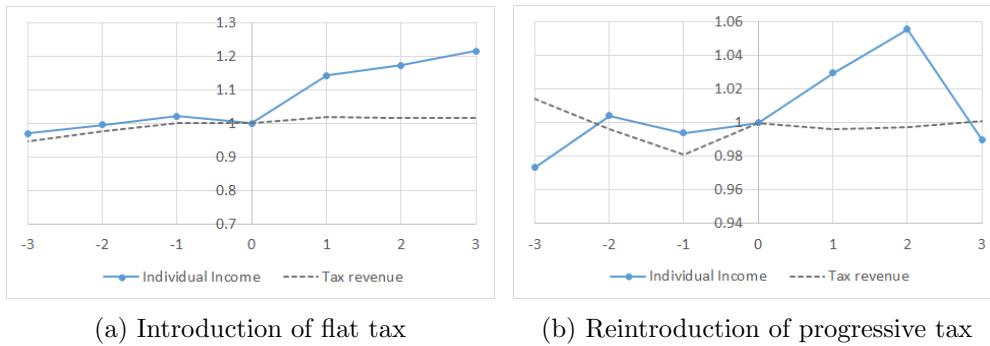 1.3
1.2
1.1
1
0.9
0.8
0.7
-3 -2 -1 0 1 2 3
Individual Income Tax revenue
(a) Introduction of flat tax
1.06
1.04
1.02
1
0.98
0.96
0.94
-3 -2 -1 0 1 2 3
Individual Income Tax revenue
(b) Reintroduction of progressive tax